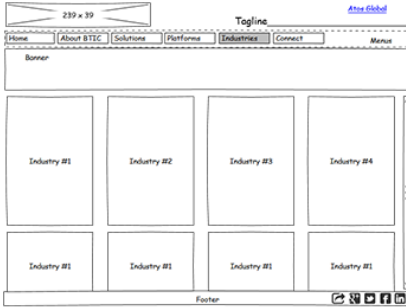 239 x 39
Atos Global
Tagline
Home About BTIC Solutions Platforms Industries Connect Menus
Banner
Industry #1 Industry #2 Industry #3 Industry #4
Industry #1 Industry #1 Industry #1 Industry #1
Footer